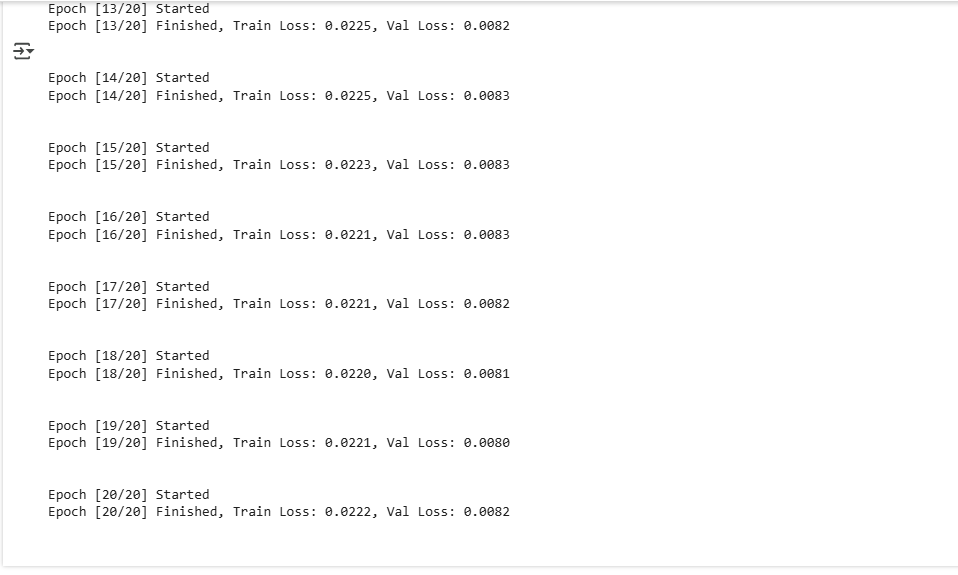 Epoch [13/20] Started
Epoch [13/20] Finished, Train Loss: 0.0225, Val Loss: 0.0082
Epoch [14/20] Started
Epoch [14/20] Finished, Train Loss: 0.0225, Val Loss: 0.0083
Epoch [15/20] Started
Epoch [15/20] Finished, Train Loss: 0.0223, Val Loss: 0.0083
Epoch [16/20] Started
Epoch [16/20] Finished, Train Loss: 0.0221, Val Loss: 0.0083
Epoch [17/20] Started
Epoch [17/20] Finished, Train Loss: 0.0221, Val Loss: 0.0082
Epoch [18/20] Started
Epoch [18/20] Finished, Train Loss: 0.0220, Val Loss: 0.0081
Epoch [19/20] Started
Epoch [19/20] Finished, Train Loss: 0.0221, Val Loss: 0.0080
Epoch [20/20] Started
Epoch [20/20] Finished, Train Loss: 0.0222, Val Loss: 0.0082